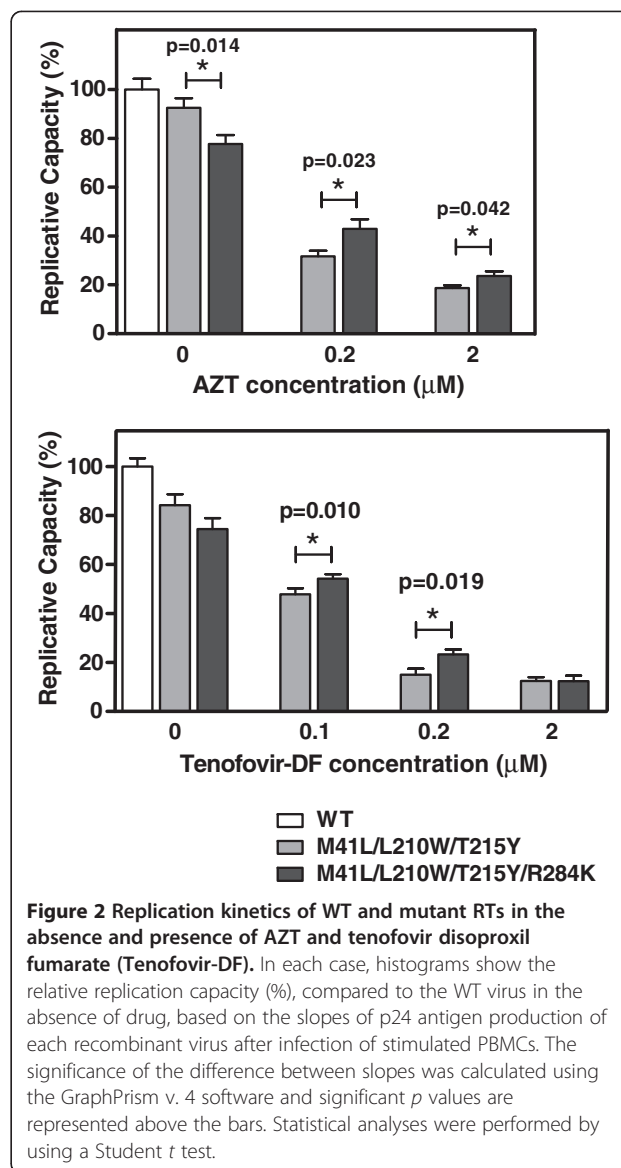 p=0.014
*
p=0.023
*
p=0.042
*
Replicative Capacity (%)
100
80
60
40
20
0
0 0.2 2
AZT concentration (μM)
p=0.010
*
p=0.019
*
Replicative Capacity (%)
100
80
60
40
20
0
0 0.1 0.2 2
Tenofovir-DF concentration (μM)
WT
M41L/L210W/T215Y
M41L/L210W/T215Y/R284K
Figure 2 Replication kinetics of WT and mutant RTs in the
absence and presence of AZT and tenofovir disoproxil
fumarate (Tenofovir-DF). In each case, histograms show the
relative replication capacity (%), compared to the WT virus in the
absence of drug, based on the slopes of p24 antigen production of
each recombinant virus after infection of stimulated PBMCs. The
significance of the difference between slopes was calculated using
the GraphPrism v. 4 software and significant p values are
represented above the bars. Statistical analyses were performed by
using a Student t test.